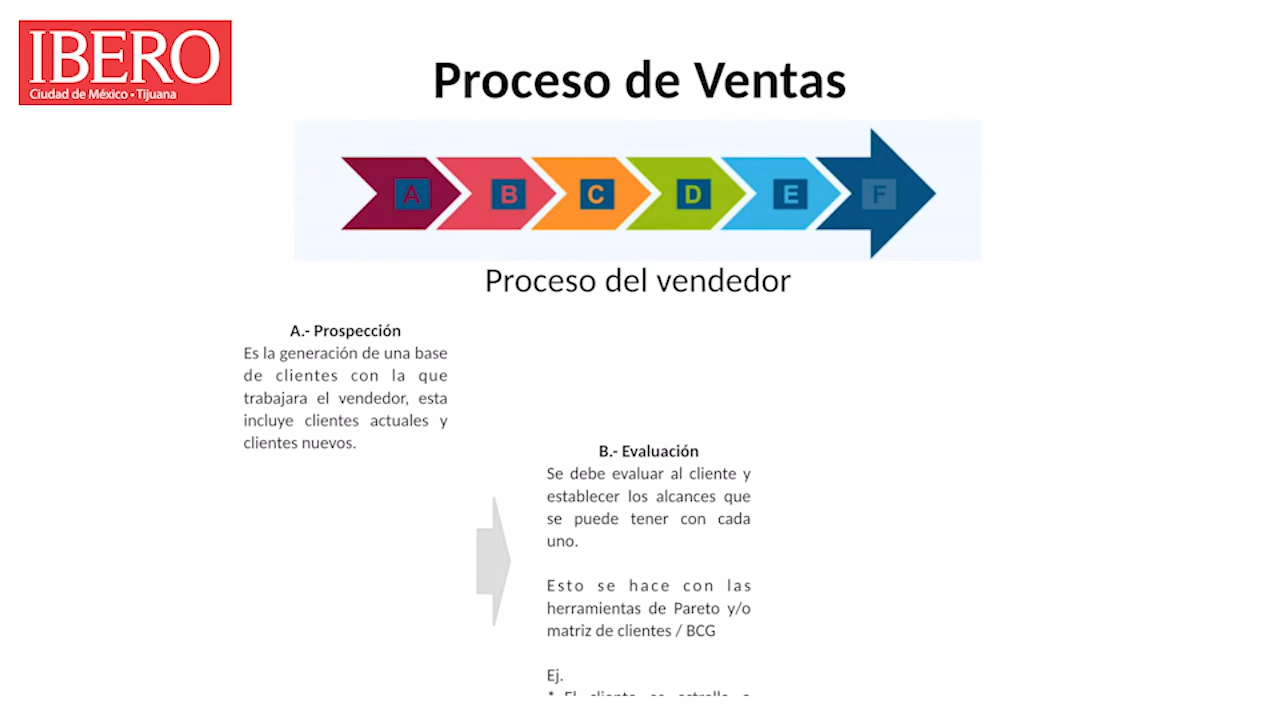 IBERO
Ciudad de México • Tijuana
Proceso de Ventas
A B C D E F
Proceso del vendedor
A.- Prospección
Es la generación de una base
de clientes con la que
trabajara el vendedor, esta
incluye clientes actuales y
clientes nuevos.
B.- Evaluación
Se debe evaluar al cliente y
establecer los alcances que
se puede tener con cada
uno.
Esto se hace con las
herramientas de Pareto y/o
matriz de clientes / BCG
Ej.